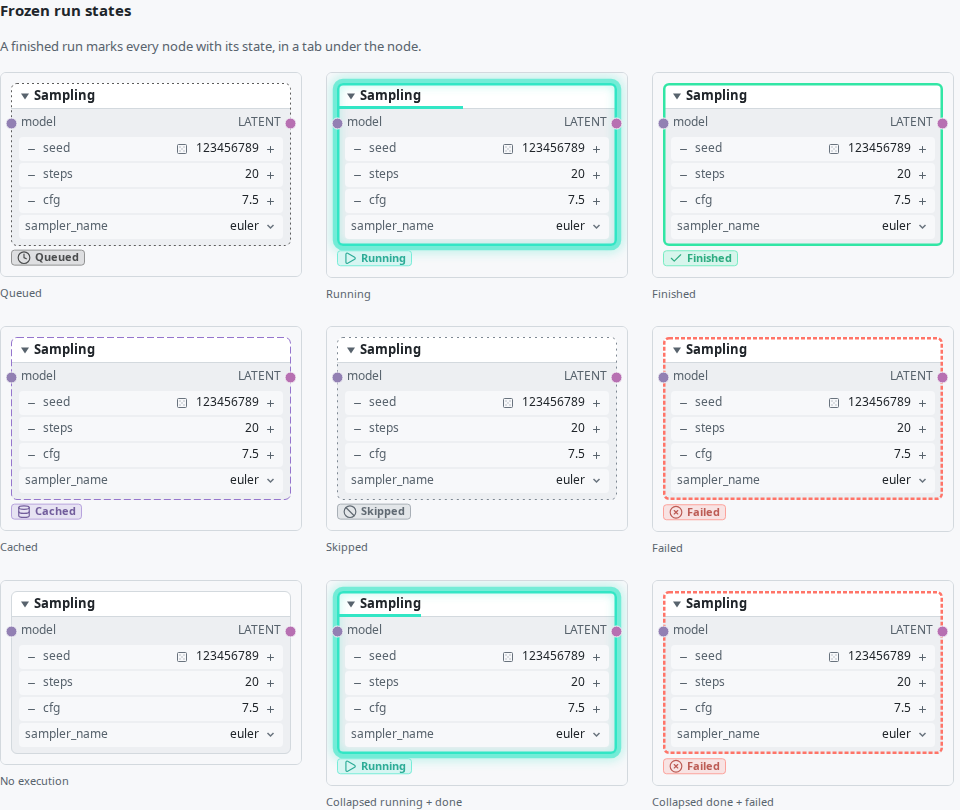 Frozen run states
A finished run marks every node with its state, in a tab under the node.
Sampling
model LATENT
– seed 123456789 +
– steps 20 +
– cfg 7.5 +
sampler_name euler
Queued
Queued
Sampling
model LATENT
– seed 123456789 +
– steps 20 +
– cfg 7.5 +
sampler_name euler
Running
Running
Sampling
model LATENT
– seed 123456789 +
– steps 20 +
– cfg 7.5 +
sampler_name euler
Finished
Finished
Sampling
model LATENT
– seed 123456789 +
– steps 20 +
– cfg 7.5 +
sampler_name euler
Cached
Cached
Sampling
model LATENT
– seed 123456789 +
– steps 20 +
– cfg 7.5 +
sampler_name euler
Skipped
Skipped
Sampling
model LATENT
– seed 123456789 +
– steps 20 +
– cfg 7.5 +
sampler_name euler
Failed
Failed
Sampling
model LATENT
– seed 123456789 +
– steps 20 +
– cfg 7.5 +
sampler_name euler
No execution
Sampling
model LATENT
– seed 123456789 +
– steps 20 +
– cfg 7.5 +
sampler_name euler
Running
Collapsed running + done
Sampling
model LATENT
– seed 123456789 +
– steps 20 +
– cfg 7.5 +
sampler_name euler
Failed
Collapsed done + failed